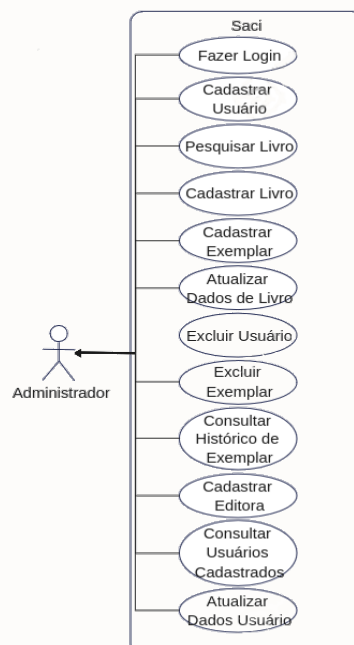 Saci
Fazer Login
Cadastrar
Usuário
Pesquisar Livro
Cadastrar Livro
Cadastrar
Exemplar
Atualizar
Dados de Livro
Excluir Usuário
Administrador
Excluir
Exemplar
Consultar
Histórico de
Exemplar
Cadastrar
Editora
Consultar
Usuários
Cadastrados
Atualizar
Dados Usuário